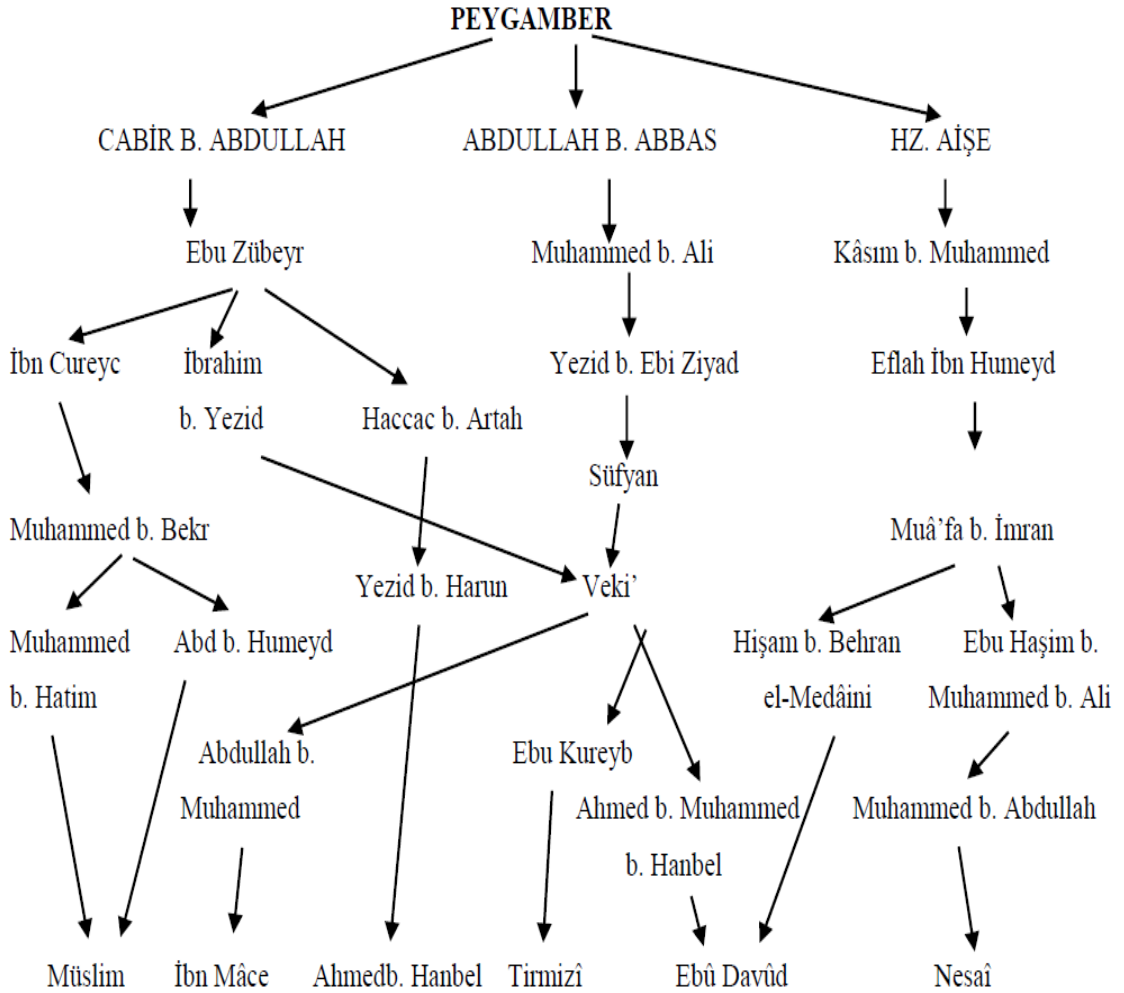 PEYGAMBER
CABİR B. ABDULLAH ABDULLAH B. ABBAS HZ. AİŞE
Ebu Zübeyr Muhammed b. Ali Kâsım b. Muhammed
İbn Cureyc İbrahim Yezid b. Ebi Ziyad Eflah İbn Humeyd
b. Yezid Haccac b. Artah
Süfyan
Muhammed b. Bekr Muâ’fa b. İmran
Yezid b. Harun Veki’
Muhammed Abd b. Humeyd Hişam b. Behran Ebu Haşim b.
b. Hatim el-Medâini Muhammed b. Ali
Abdullah b. Ebu Kureyb
Muhammed Ahmed b. Muhammed Muhammed b. Abdullah
b. Hanbel
Müslim İbn Mâce Ahmedb. Hanbel Tirmizî Ebû Davûd Nesaî